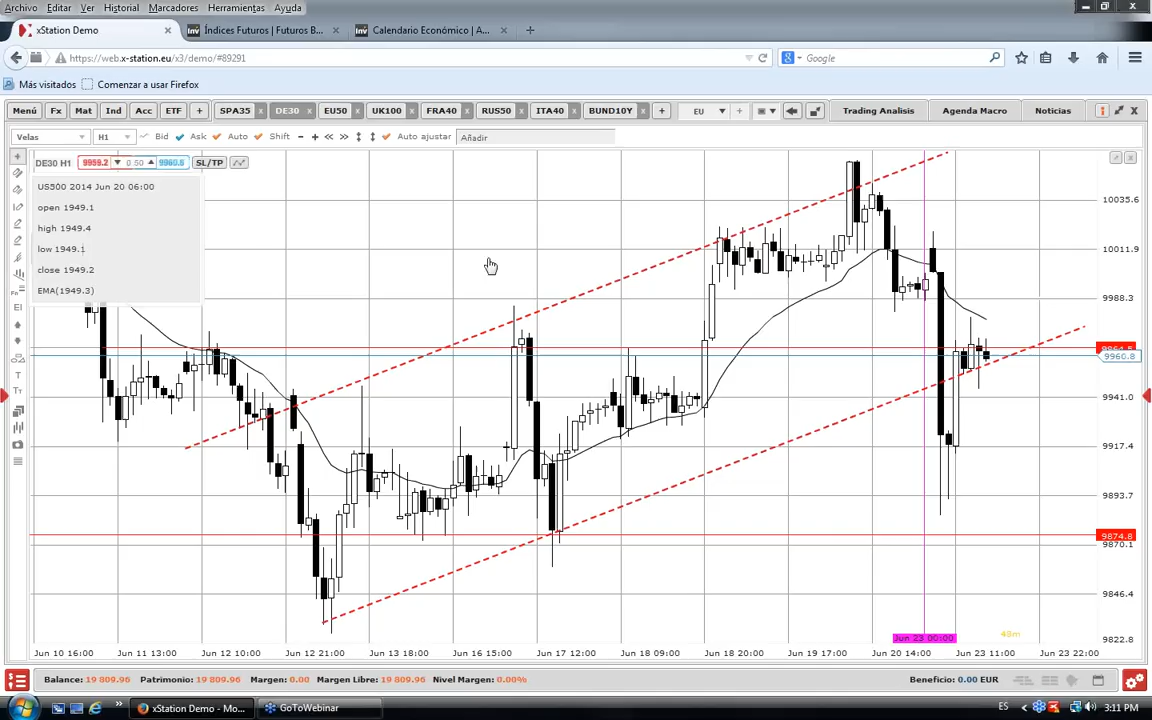 Archivo Editar Ver Historial Marcadores Herramientas Ayuda
xStation Demo × Índices Futuros | Futuros B... × Calendario Económico | A... × +
https://web.x-station.eu/x3/demo/#89291 Google
Más visitados Comenzar a usar Firefox
Menú Fx Mat Ind Acc ETF + SPA35 x DE30 x EU50 x UK100 x FRA40 x RUS50 x ITA40 x BUND10Y x + EU Trading Analisis Agenda Macro Noticias
Velas H1 Bid Ask Auto Shift Auto ajustar Añadir
DE30 H1 9959.2 0.50 9960.8 SL/TP
US500 2014 Jun 20 06:00
open 1949.1
high 1949.4
low 1949.1
close 1949.2
EMA(1949.3)
10035.6
10011.9
9988.3
9960.8
9941.0
9917.4
9893.7
9874.8
9870.1
9846.4
9822.8
Jun 23 00:00 48m
Jun 10 16:00 Jun 11 13:00 Jun 12 10:00 Jun 12 21:00 Jun 13 18:00 Jun 16 15:00 Jun 17 12:00 Jun 18 09:00 Jun 18 20:00 Jun 19 17:00 Jun 20 14:00 Jun 23 11:00 Jun 23 22:00
Balance: 19 809.96 Patrimonio: 19 809.96 Margen: 0.00 Margen Libre: 19 809.96 Nivel Margen: 0.00% Beneficio: 0.00 EUR
xStation Demo - Mo... GoToWebinar ES 3:11 PM